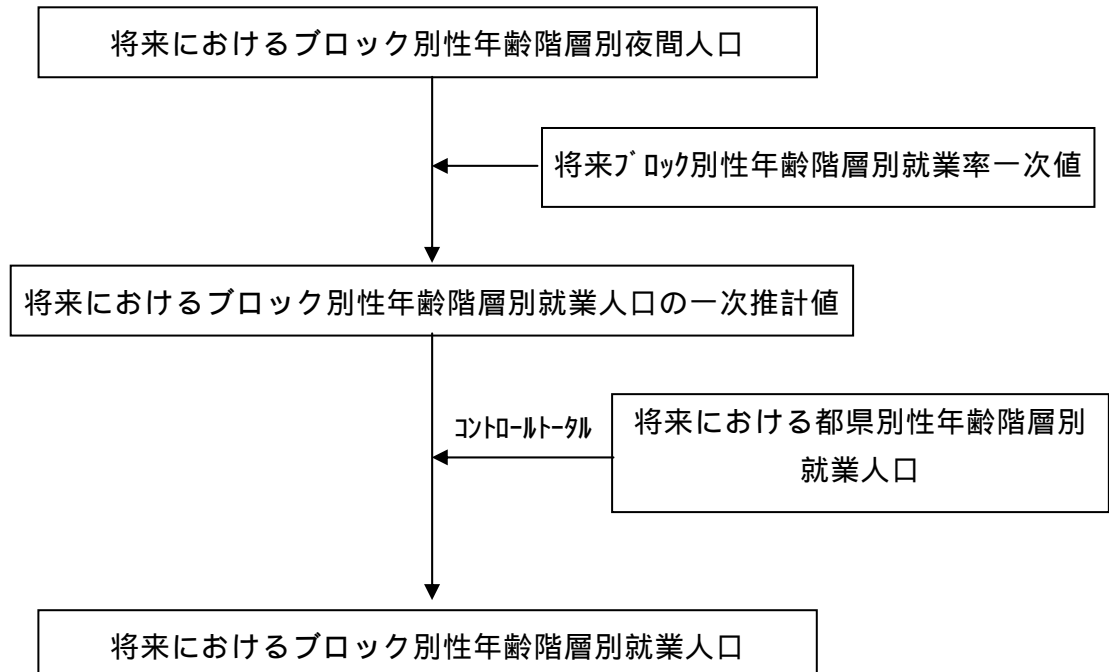 将来におけるブロック別性年齢階層別夜間人口
将来ﾌﾞﾛｯｸ別性年齢階層別就業率一次値
将来におけるブロック別性年齢階層別就業人口の一次推計値
ｺﾝﾄﾛｰﾙﾄｰﾀﾙ
将来における都県別性年齢階層別
就業人口
将来におけるブロック別性年齢階層別就業人口